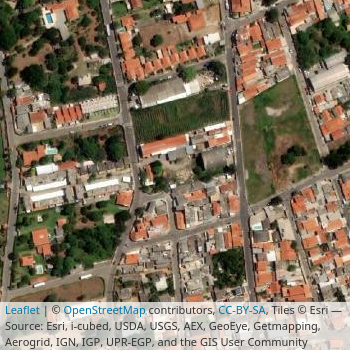 Leaflet | © OpenStreetMap contributors, CC-BY-SA, Tiles © Esri —
Source: Esri, i-cubed, USDA, USGS, AEX, GeoEye, Getmapping,
Aerogrid, IGN, IGP, UPR-EGP, and the GIS User Community